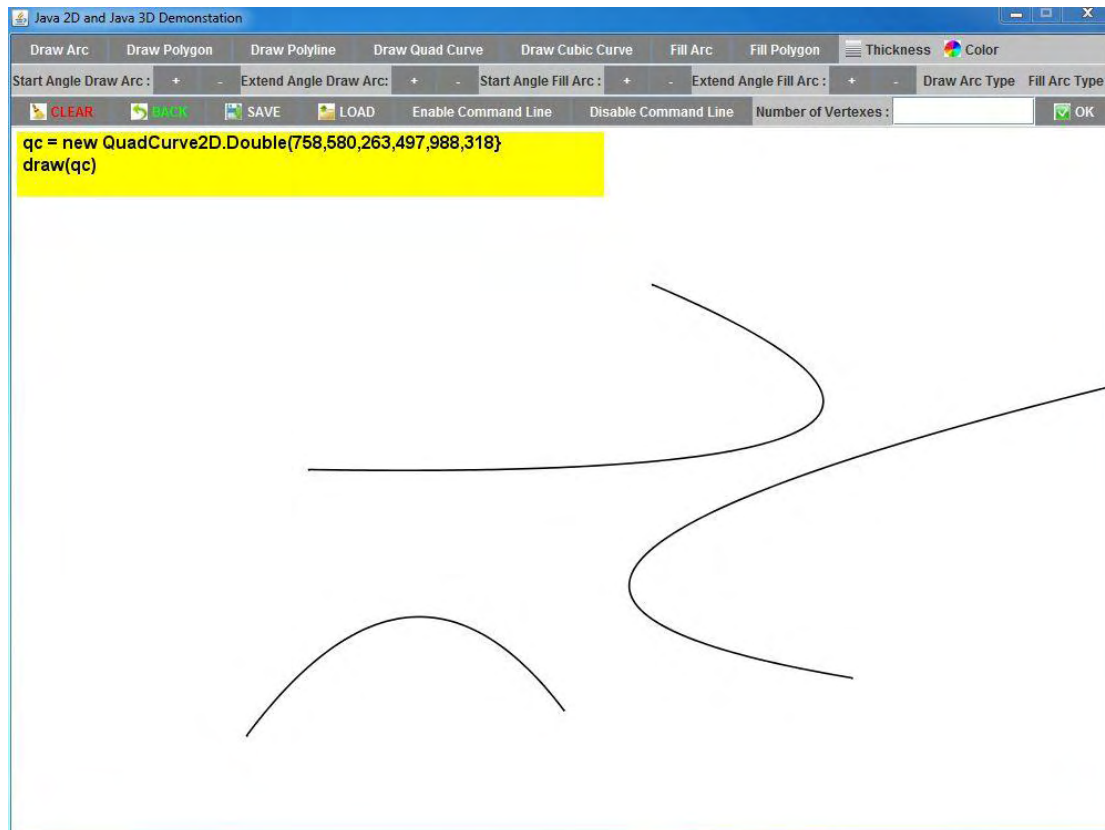 Java 2D and Java 3D Demonstation
Draw Arc Draw Polygon Draw Polyline Draw Quad Curve Draw Cubic Curve Fill Arc Fill Polygon Thickness Color
Start Angle Draw Arc : + - Extend Angle Draw Arc: + - Start Angle Fill Arc : + - Extend Angle Fill Arc : + - Draw Arc Type Fill Arc Type
CLEAR BACK SAVE LOAD Enable Command Line Disable Command Line Number of Vertexes : OK
qc = new QuadCurve2D.Double(758,580,263,497,988,318}
draw(qc)